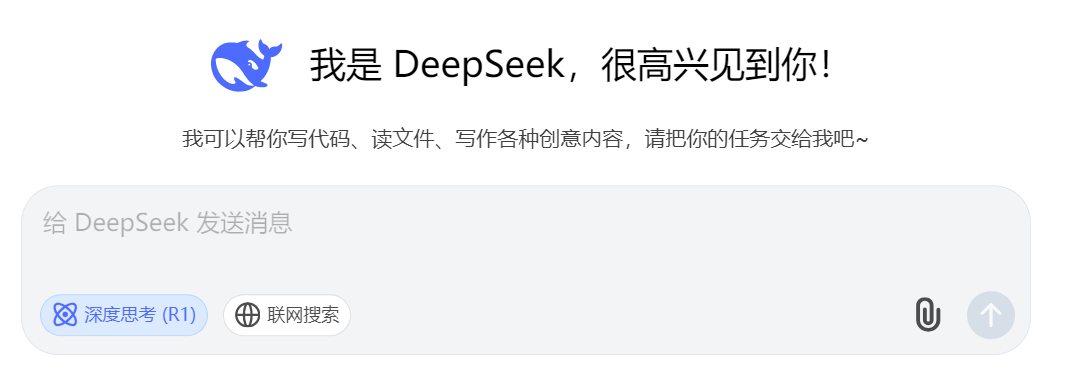 我是 DeepSeek，很高兴见到你！
我可以帮你写代码、读文件、写作各种创意内容，请把你的任务交给我吧~
给 DeepSeek 发送消息
深度思考 (R1) 联网搜索